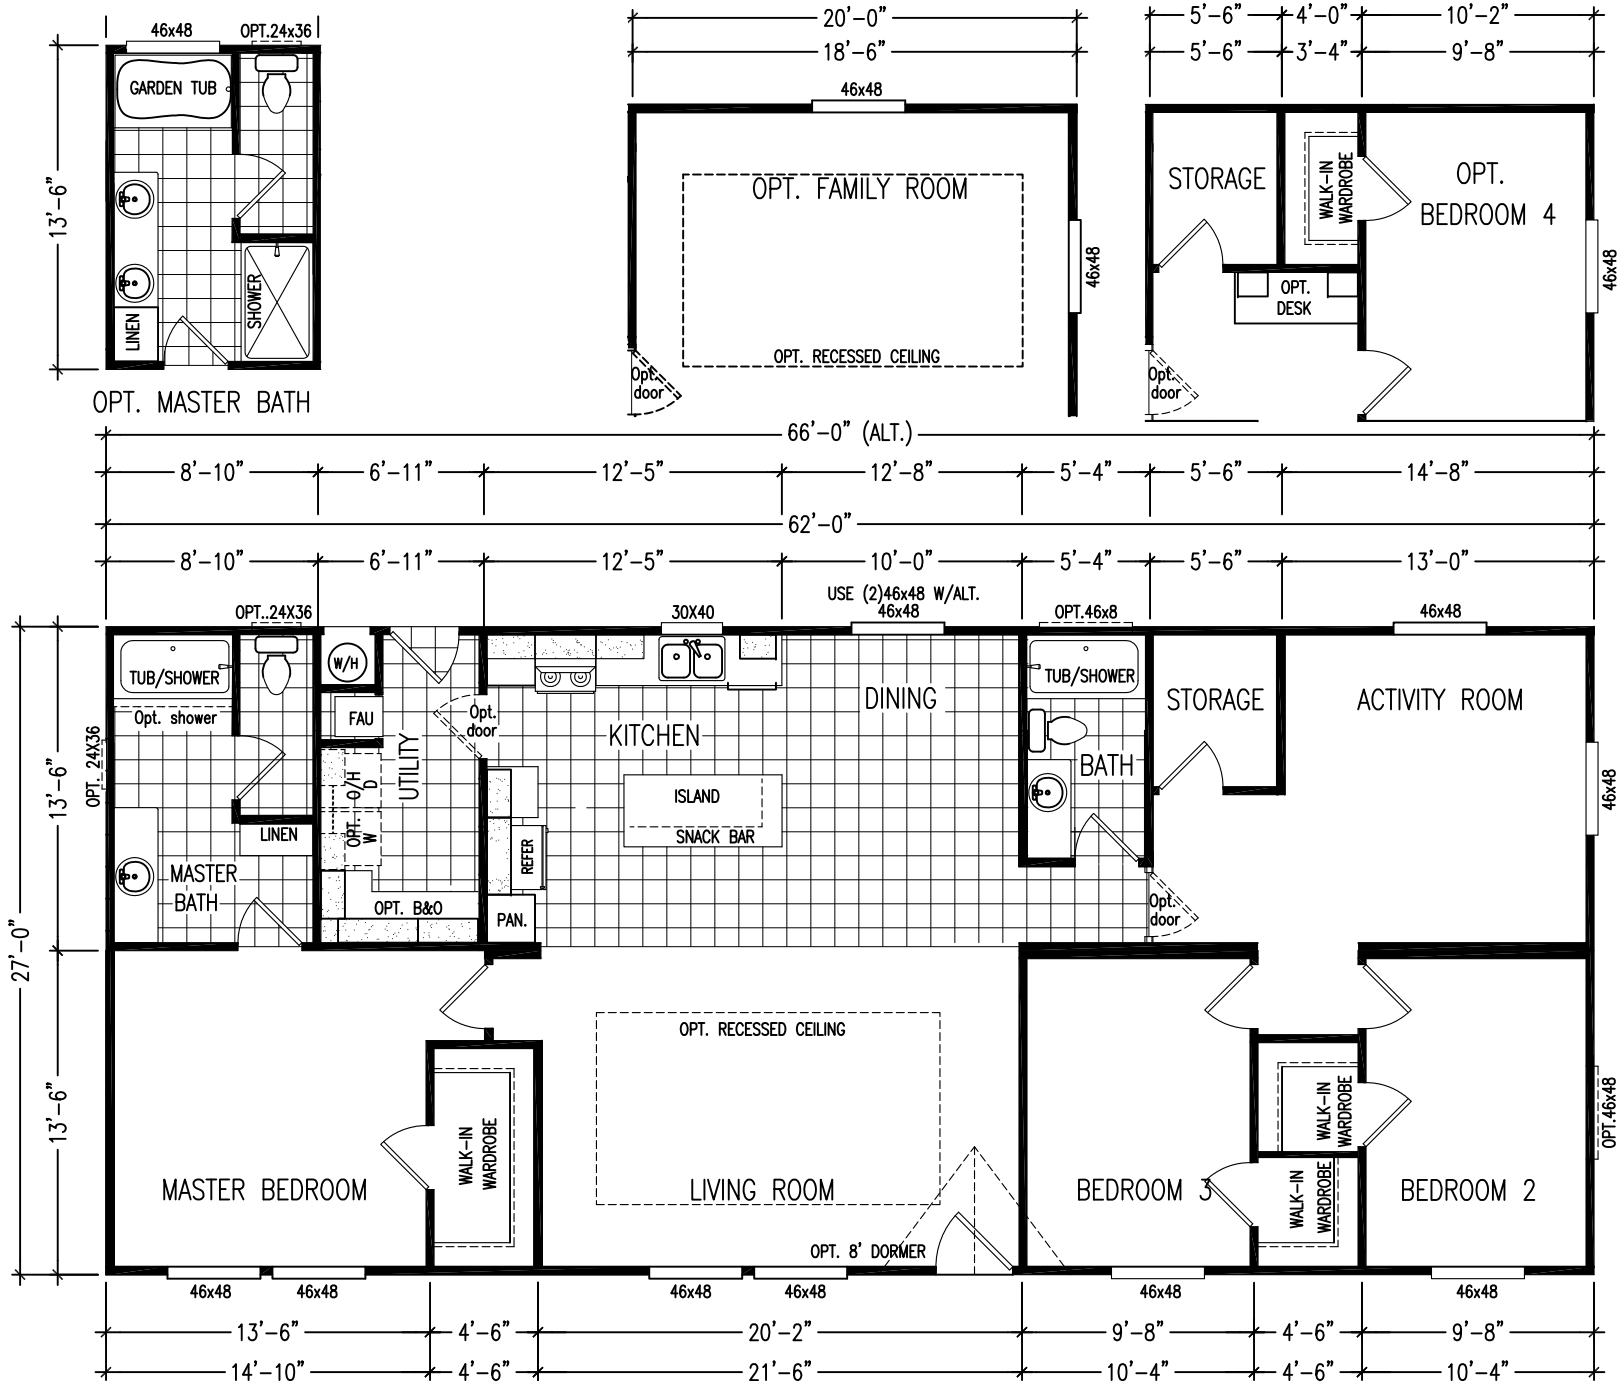 46x48
OPT.24x36
GARDEN TUB
SHOWER
LINEN
13'-6"
OPT. MASTER BATH
20'-0"
18'-6"
46x48
OPT. FAMILY ROOM
46x48
OPT. RECESSED CEILING
Opt.
door
5'-6" 4'-0" 10'-2"
5'-6" 3'-4" 9'-8"
STORAGE
WALK-IN
WARDROBE
OPT.
BEDROOM 4
46x48
OPT.
DESK
Opt.
door
66'-0" (ALT.)
8'-10" 6'-11" 12'-5" 12'-8" 5'-4" 5'-6" 14'-8"
62'-0"
8'-10" 6'-11" 12'-5" 10'-0" 5'-4" 5'-6" 13'-0"
USE (2)46x48 W/ALT.
OPT..24X36
30X40
46x48
OPT.46x8
46x48
TUB/SHOWER
Opt. shower
OPT. 24X36
W/H
FAU
UTILITY
Opt.
door
OPT. O/H
W D
LINEN
MASTER
BATH
OPT. B&O
KITCHEN
DINING
ISLAND
SNACK BAR
REFER
PAN.
TUB/SHOWER
BATH
STORAGE
ACTIVITY ROOM
46x48
Opt.
door
27'-0"
13'-6"
13'-6"
OPT. RECESSED CEILING
WALK-IN
WARDROBE
MASTER BEDROOM
LIVING ROOM
OPT. 8' DORMER
BEDROOM 3
WALK-IN
WARDROBE
WALK-IN
WARDROBE
BEDROOM 2
OPT.46x48
46x48 46x48 46x48 46x48 46x48 46x48
13'-6" 4'-6" 20'-2" 9'-8" 4'-6" 9'-8"
14'-10" 4'-6" 21'-6" 10'-4" 4'-6" 10'-4"